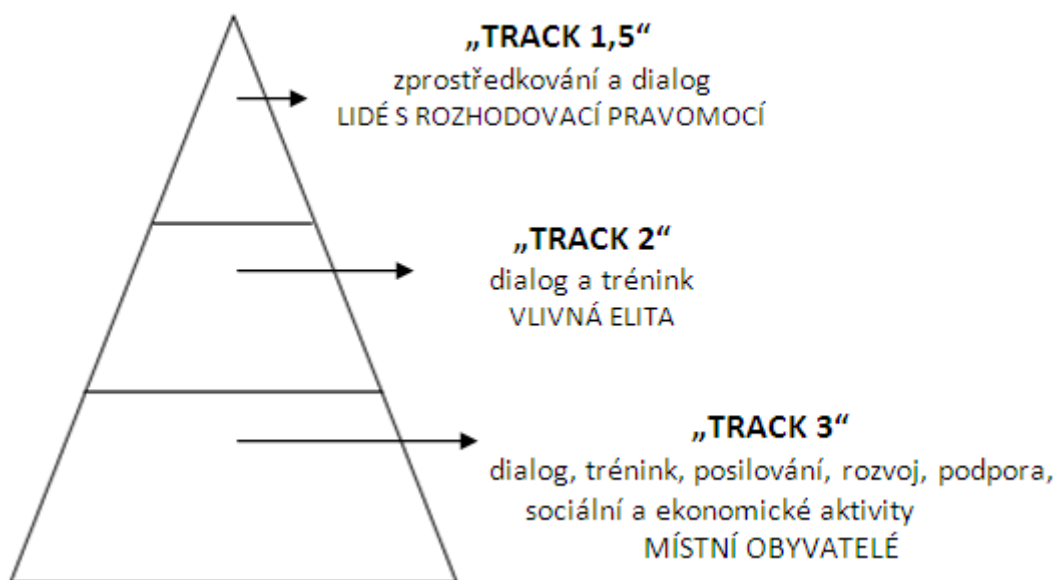 „TRACK 1,5“
zprostředkování a dialog
LIDÉ S ROZHODOVACÍ PRAVOMOCÍ
„TRACK 2“
dialog a trénink
VLIVNÁ ELITA
„TRACK 3“
dialog, trénink, posilování, rozvoj, podpora,
sociální a ekonomické aktivity
MÍSTNÍ OBYVATELÉ